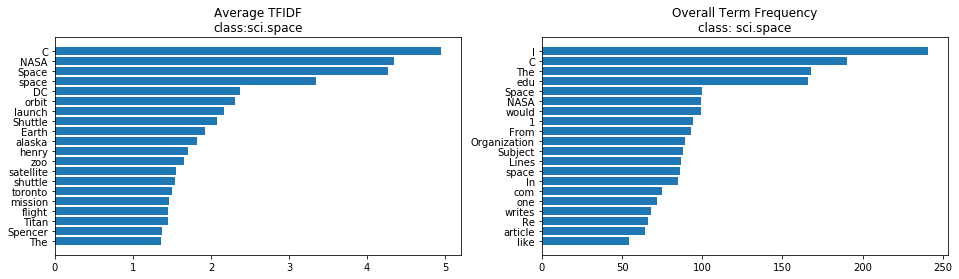 Average TFIDF
class:sci.space
C
NASA
Space
space
DC
orbit
launch
Shuttle
Earth
alaska
henry
zoo
satellite
shuttle
toronto
mission
flight
Titan
Spencer
The
0 1 2 3 4 5
Overall Term Frequency
class: sci.space
I
C
The
edu
Space
NASA
would
1
From
Organization
Subject
Lines
space
In
com
one
writes
Re
article
like
0 50 100 150 200 250